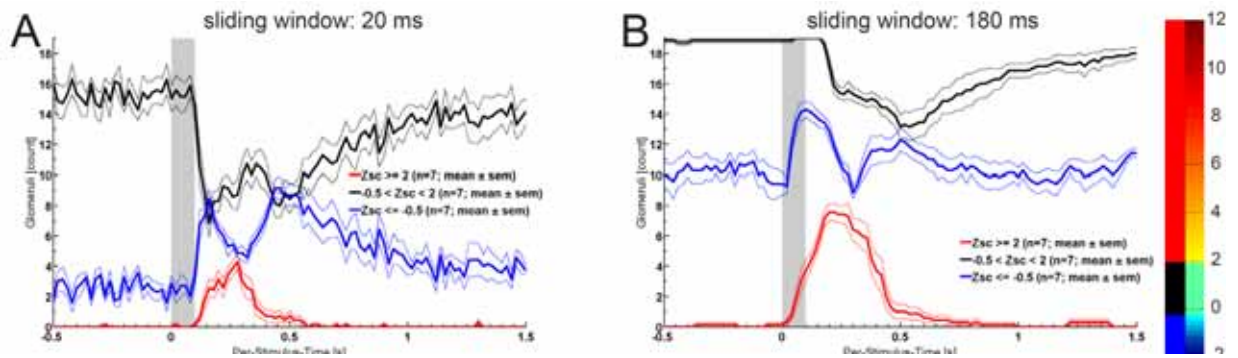 A
sliding window: 20 ms
Glomeruli [count]
18
16
14
12
10
8
6
4
2
0
Zsc >= 2 (n=7; mean ± sem)
-0.5 < Zsc < 2 (n=7; mean ± sem)
Zsc <= -0.5 (n=7; mean ± sem)
-0.5
0
0.5
1
1.5
Peri-Stimulus-Time [s]
B
sliding window: 180 ms
Glomeruli [count]
18
16
14
12
10
8
6
4
2
0
Zsc >= 2 (n=7; mean ± sem)
-0.5 < Zsc < 2 (n=7; mean ± sem)
Zsc <= -0.5 (n=7; mean ± sem)
-0.5
0
0.5
1
1.5
Peri-Stimulus-Time [s]
12
10
8
6
4
2
0